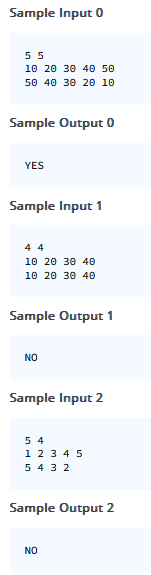 Sample Input 0
5 5
10 20 30 40 50
50 40 30 20 10
Sample Output 0
YES
Sample Input 1
4 4
10 20 30 40
10 20 30 40
Sample Output 1
NO
Sample Input 2
5 4
1 2 3 4 5
5 4 3 2
Sample Output 2
NO